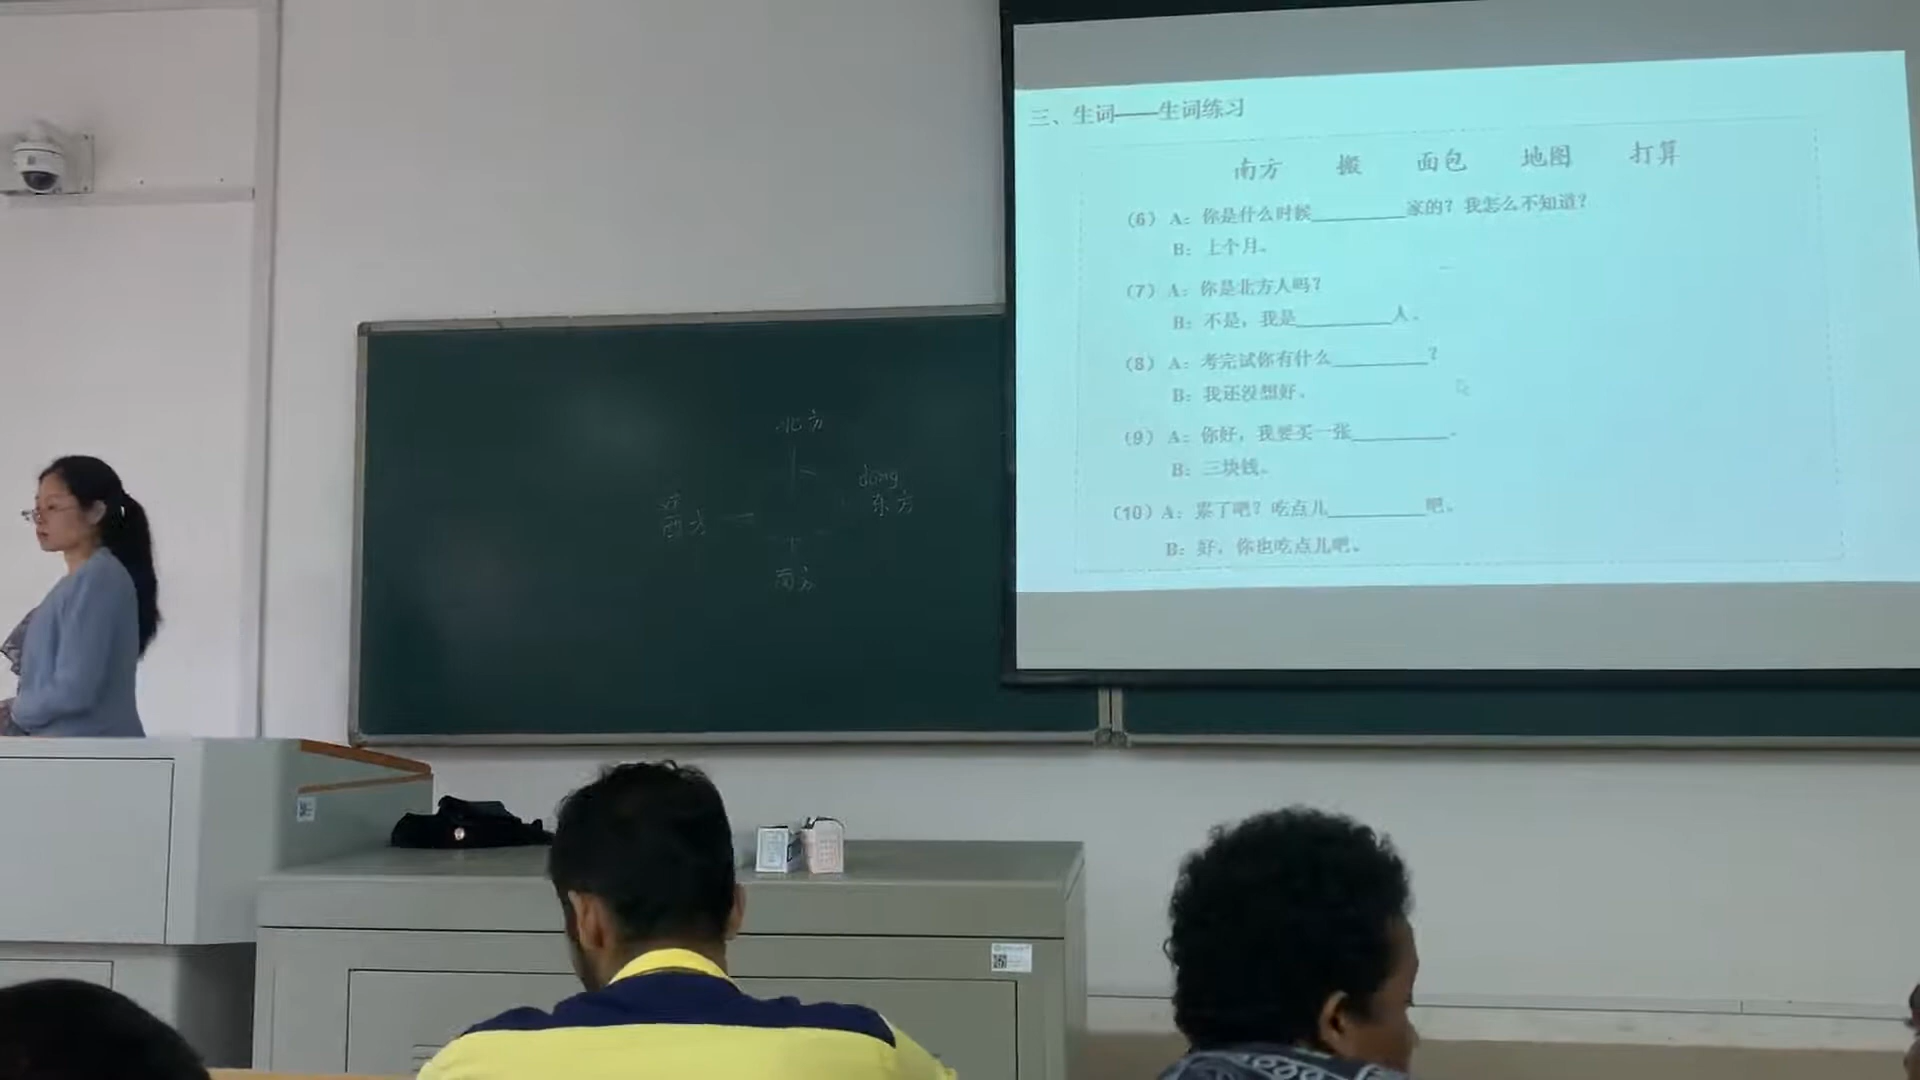 三、生词——生词练习
南方 搬 面包 地图 打算
（6）A：你是什么时候_________家的？我怎么不知道？
B：上个月。
（7）A：你是北方人吗？
B：不是，我是_________人。
（8）A：考完试你有什么_________？
B：我还没想好。
（9）A：你好，我要买一张_________。
B：三块钱。
（10）A：累了吧？吃点儿_________吧。
B：好，你也吃点儿吧。
北方
dōng
东方
西方
南方